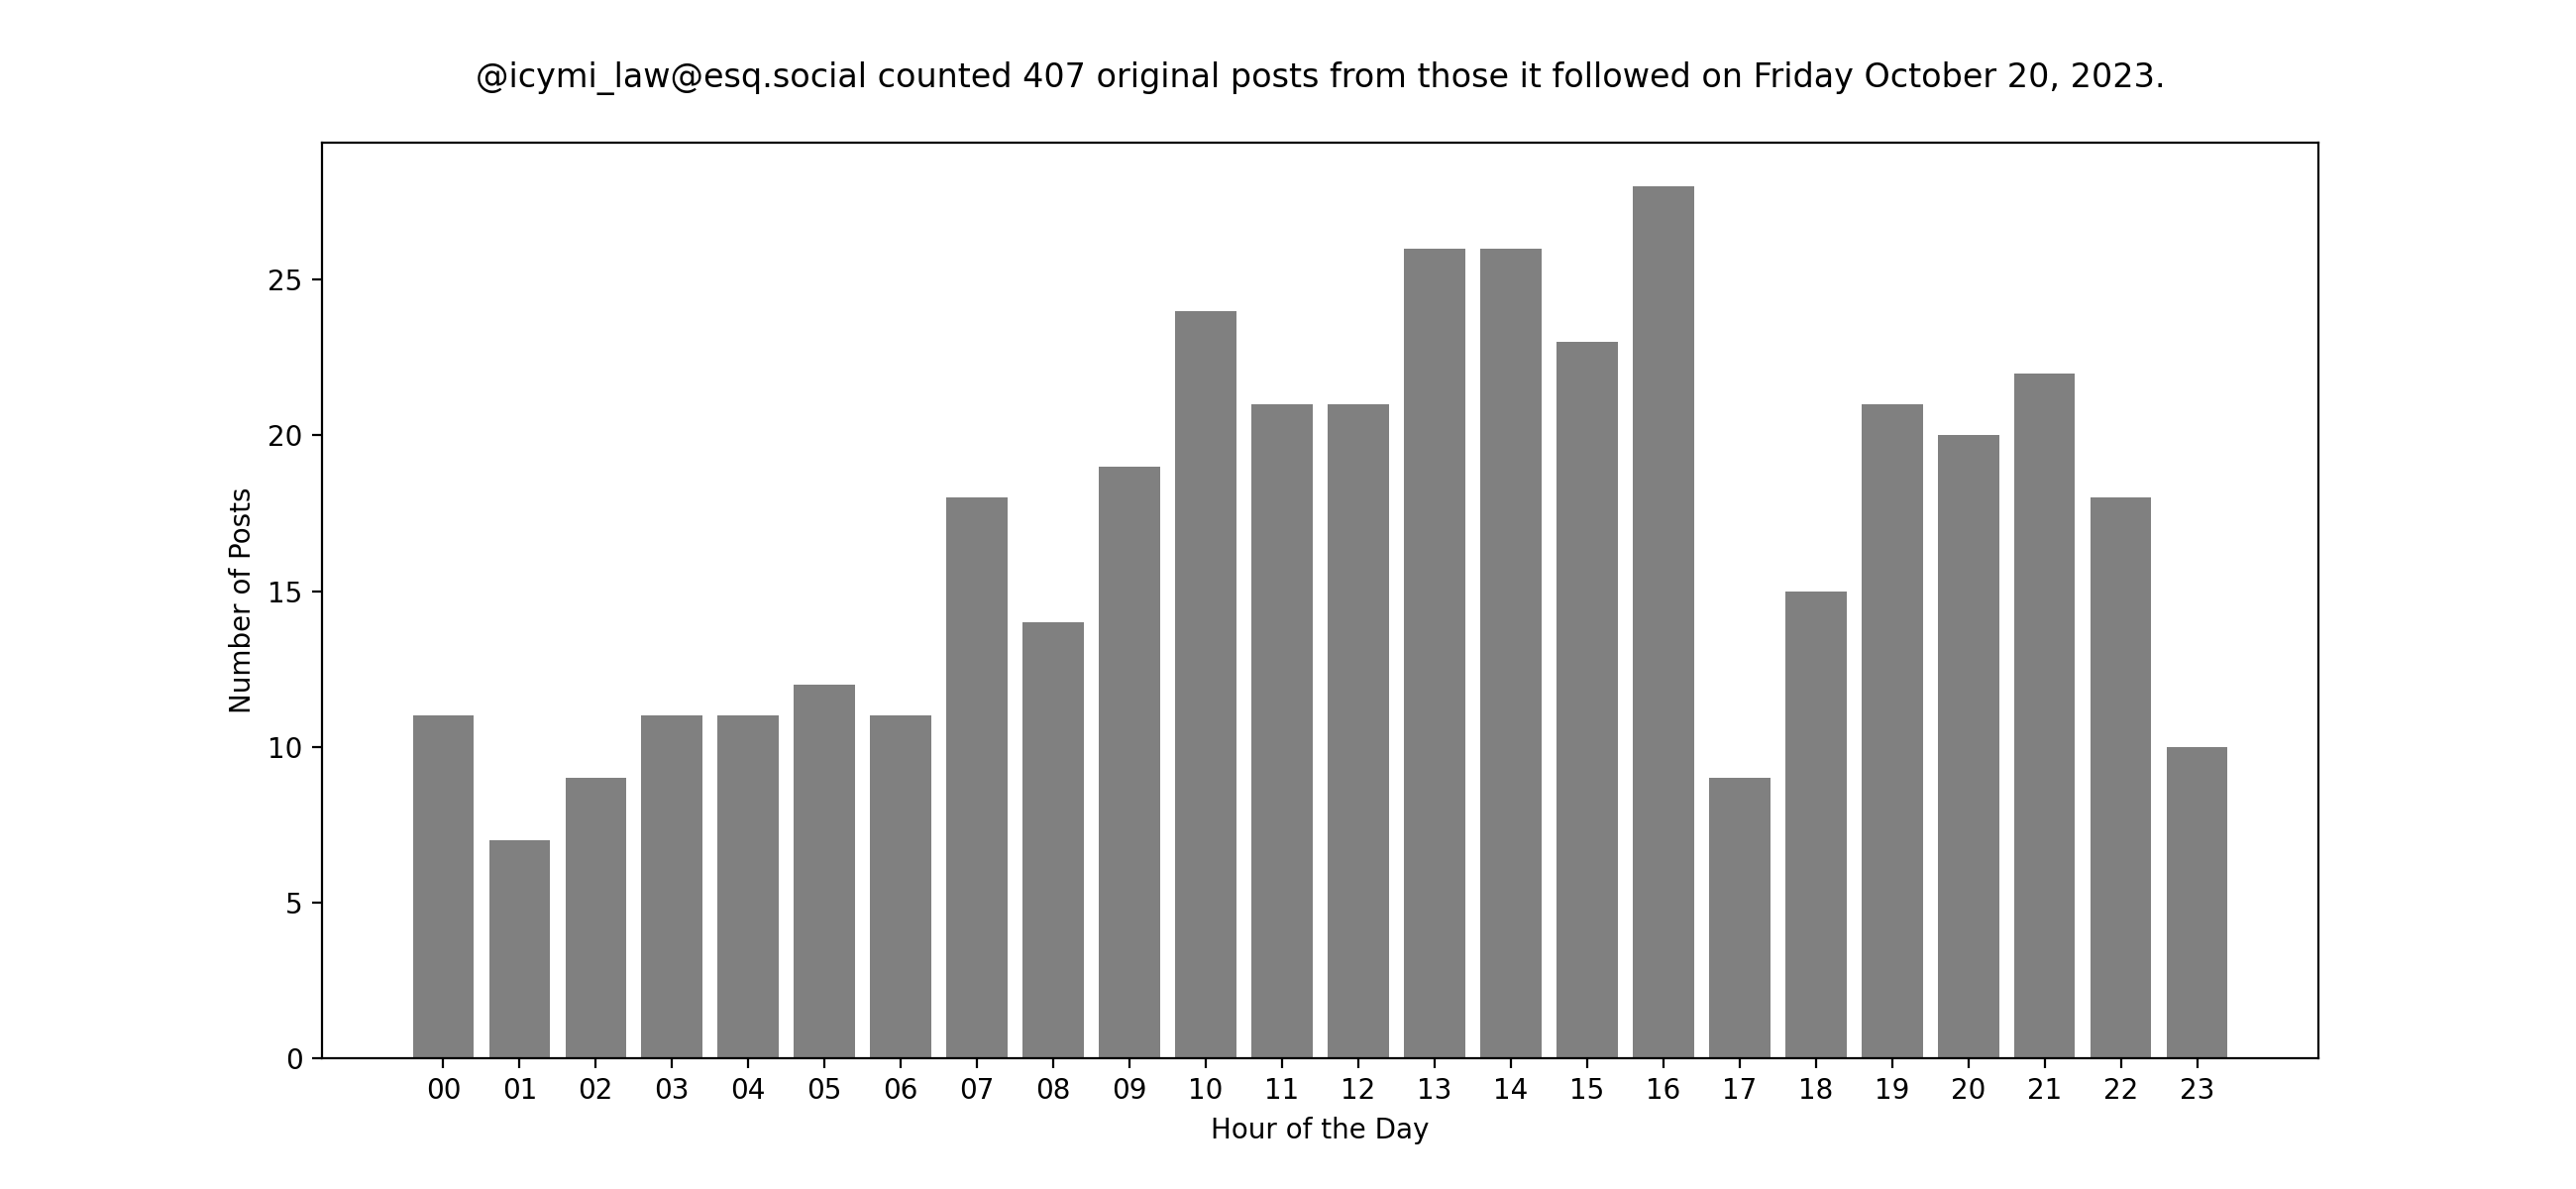 @icymi_law@esq.social counted 407 original posts from those it followed on Friday October 20, 2023.
25
20
15
10
5
0
Number of Posts
00 01 02 03 04 05 06 07 08 09 10 11 12 13 14 15 16 17 18 19 20 21 22 23
Hour of the Day